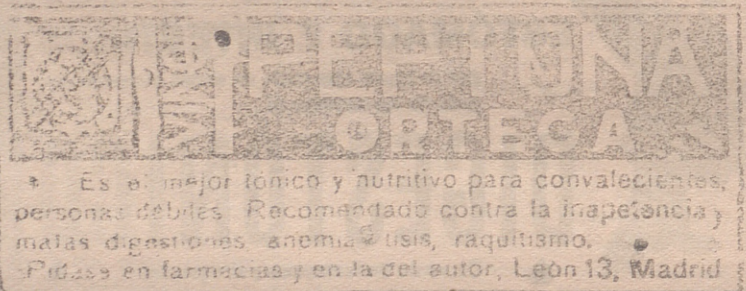 VINO
PEPTONA
ORTEGA
Es el mejor tónico y nutritivo para convalecientes,
personas débiles. Recomendado contra la inapetencia,
malas digestiones anemia, tisis, raquitismo.
Pídase en farmacias y en la del autor, León 13, Madrid